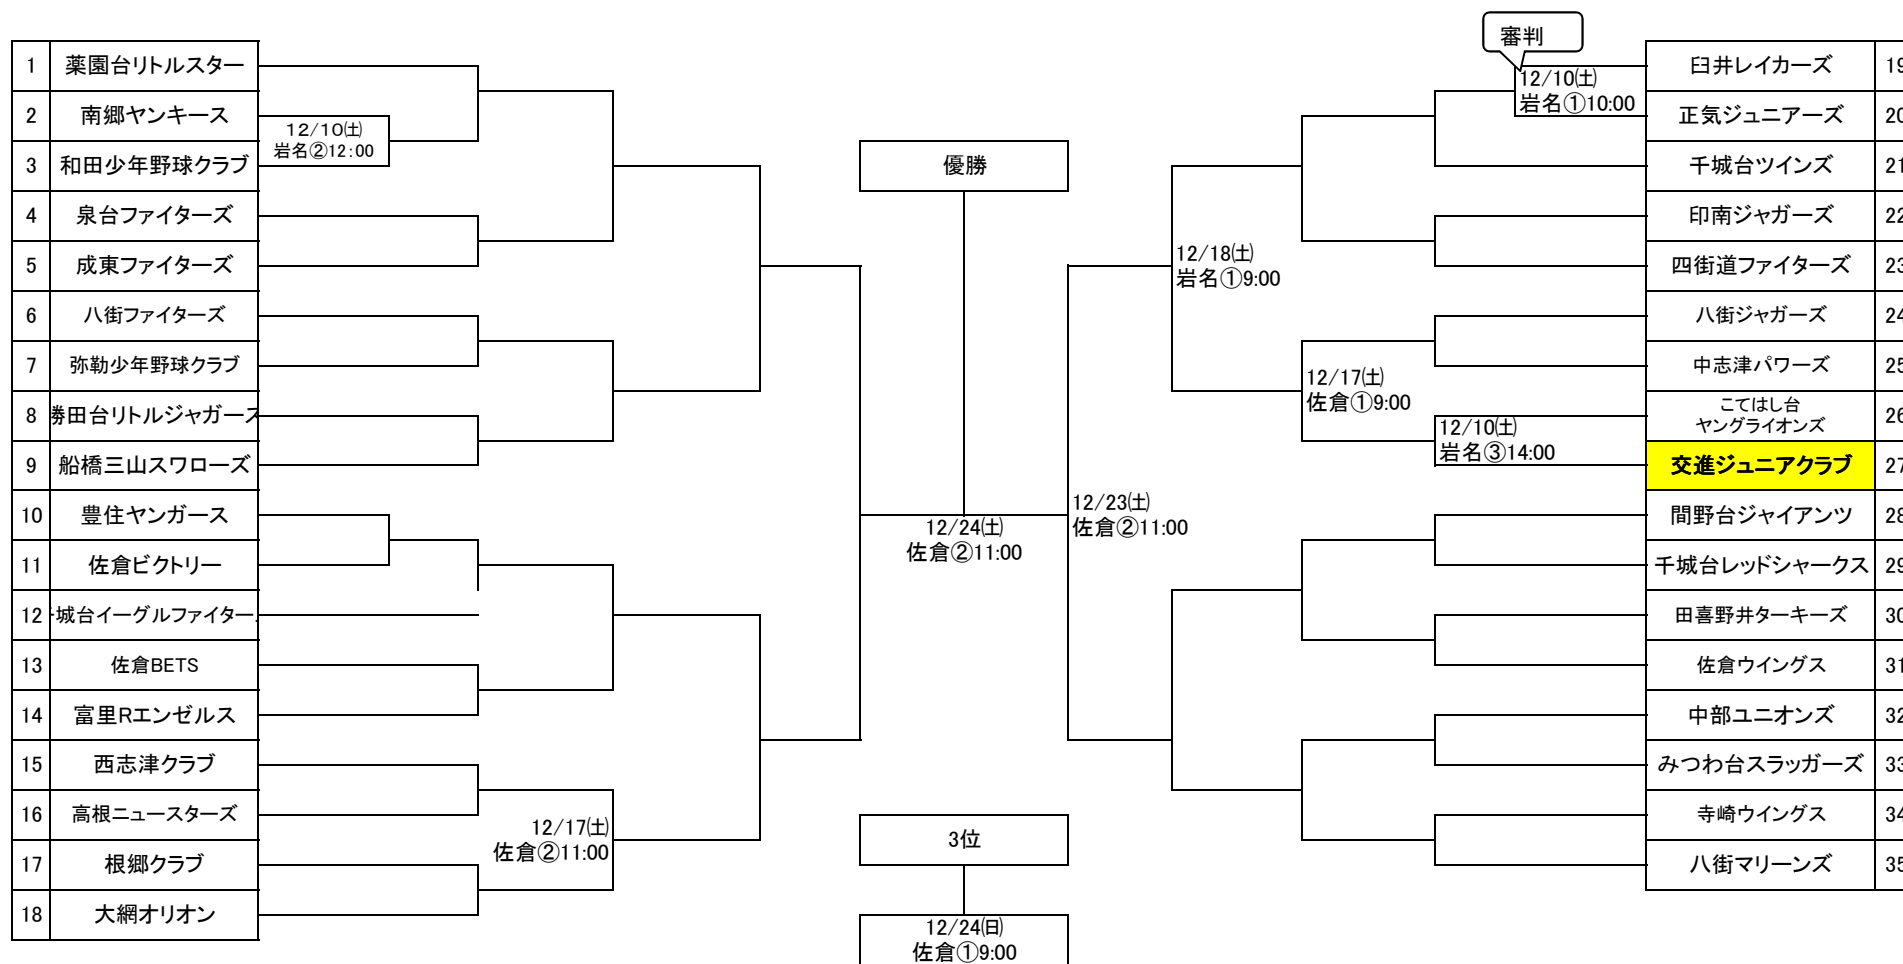 1 薬園台リトルスター
2 南郷ヤンキース
3 和田少年野球クラブ
4 泉台ファイターズ
5 成東ファイターズ
6 八街ファイターズ
7 弥勒少年野球クラブ
8 勝田台リトルジャガーズ
9 船橋三山スワローズ
10 豊住ヤンガース
11 佐倉ビクトリー
12 城台イーグルファイター
13 佐倉BETS
14 富里Rエンゼルス
15 西志津クラブ
16 高根ニュースターズ
17 根郷クラブ
18 大網オリオン
12/10㈯
岩名②12:00
12/17㈯
佐倉②11:00
優勝
12/24㈯
佐倉②11:00
3位
12/24㈰
佐倉①9:00
12/23㈯
佐倉②11:00
12/18㈯
岩名①9:00
12/17㈯
佐倉①9:00
審判
12/10㈯
岩名①10:00
12/10㈯
岩名③14:00
臼井レイカーズ 19
正気ジュニアーズ 20
千城台ツインズ 21
印南ジャガーズ 22
四街道ファイターズ 23
八街ジャガーズ 24
中志津パワーズ 25
こてはし台
ヤングライオンズ 26
交進ジュニアクラブ 27
間野台ジャイアンツ 28
千城台レッドシャークス 29
田喜野井ターキーズ 30
佐倉ウイングス 31
中部ユニオンズ 32
みつわ台スラッガーズ 33
寺崎ウイングス 34
八街マリーンズ 35